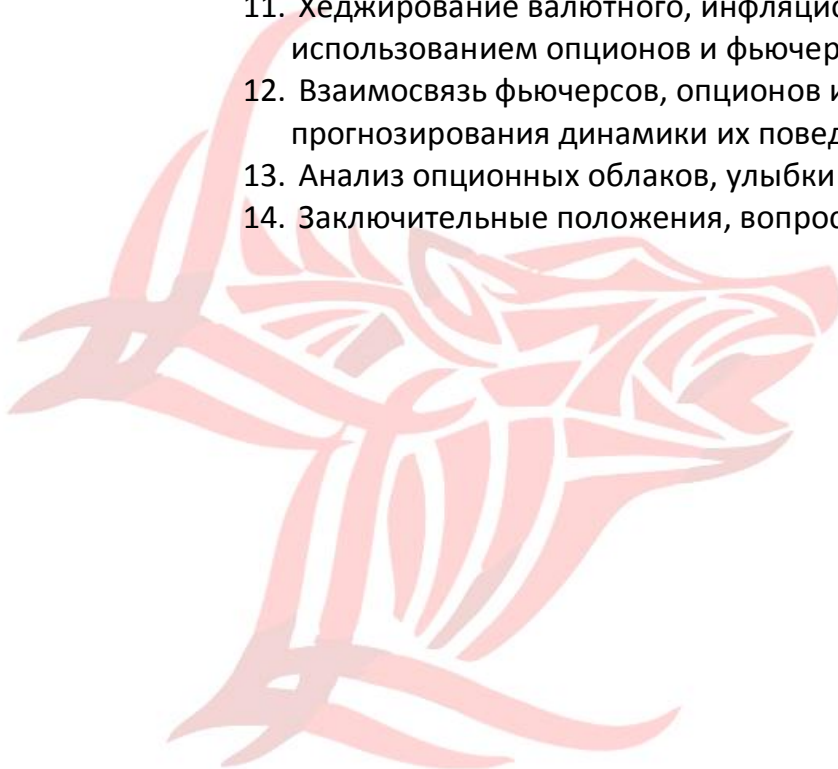 11. Хеджирование валютного, инфляцио
использованием опционов и фьючер
12. Взаимосвязь фьючерсов, опционов и
прогнозирования динамики их повед
13. Анализ опционных облаков, улыбки
14. Заключительные положения, вопрос